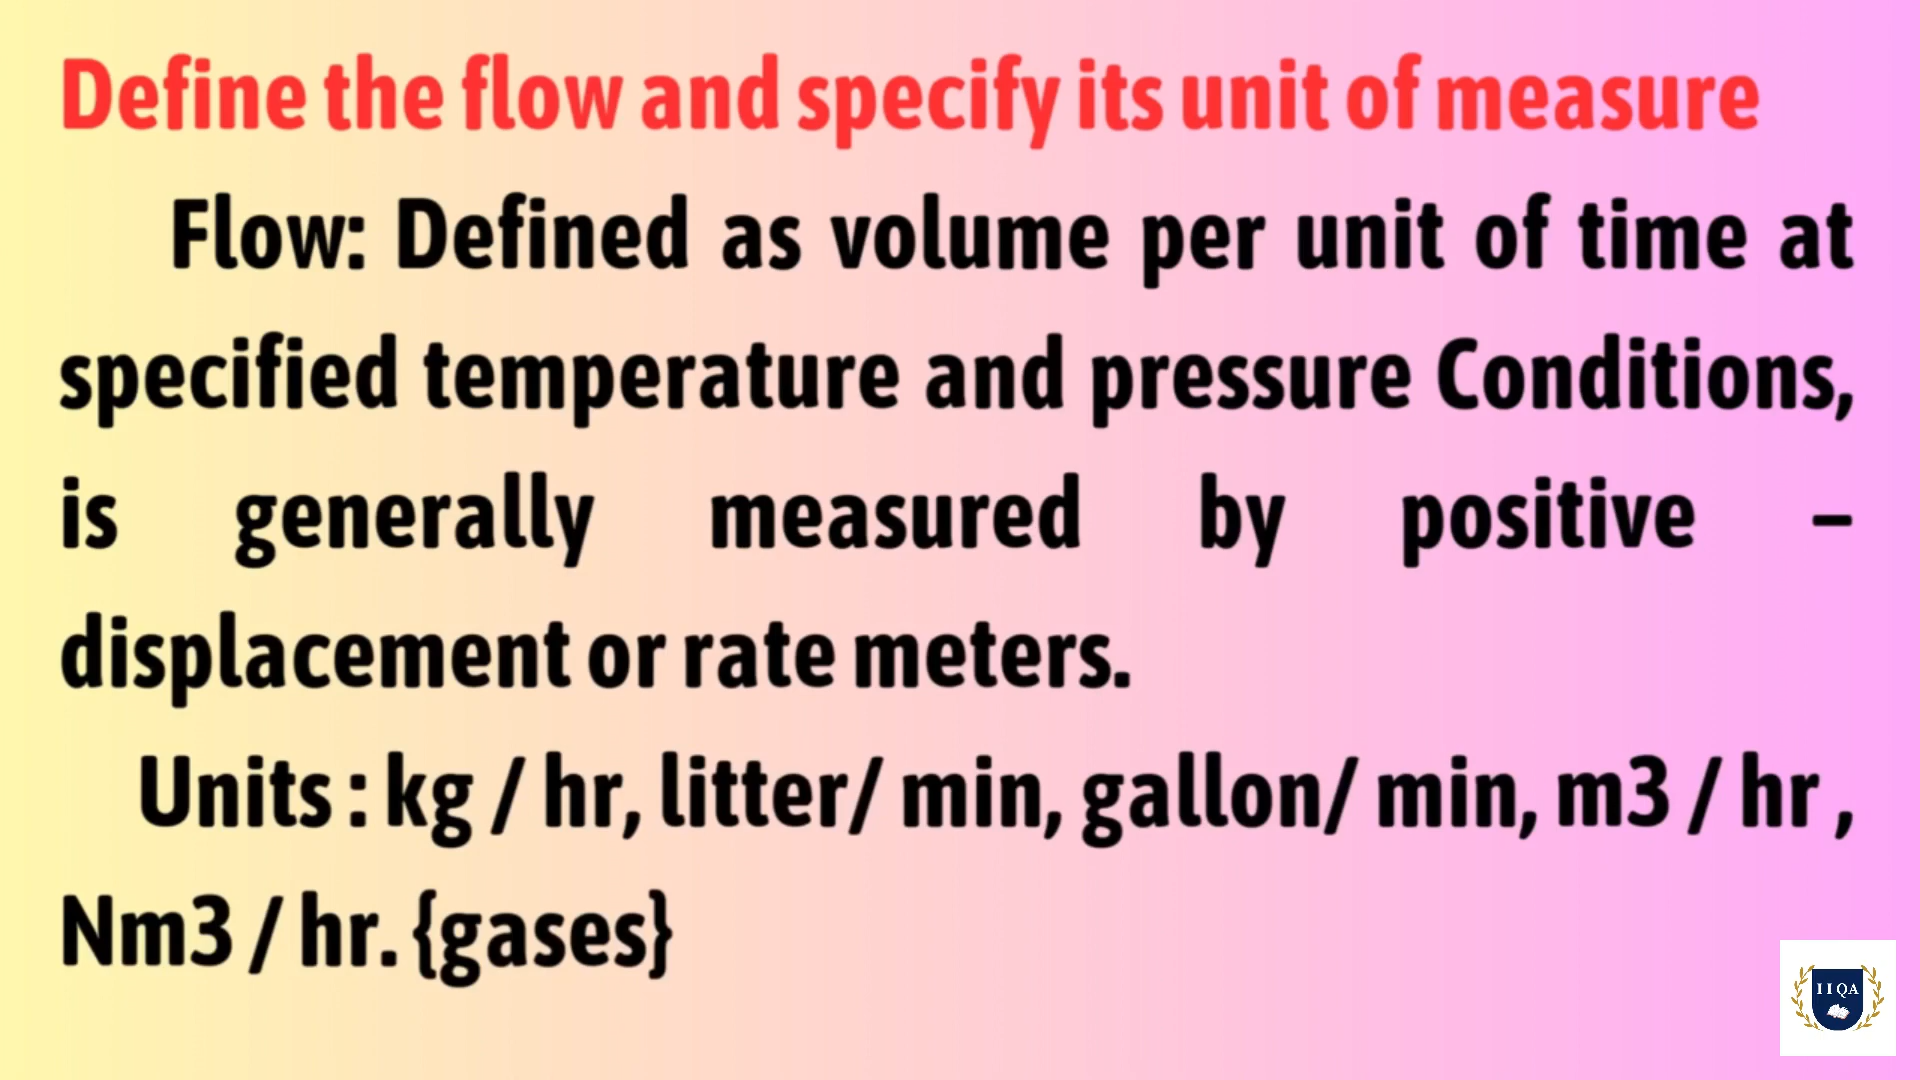 Define the flow and specify its unit of measure
Flow: Defined as volume per unit of time at
specified temperature and pressure Conditions,
is generally measured by positive –
displacement or rate meters.
Units : kg / hr, litter/ min, gallon/ min, m3 / hr ,
Nm3 / hr. {gases}
IIQA